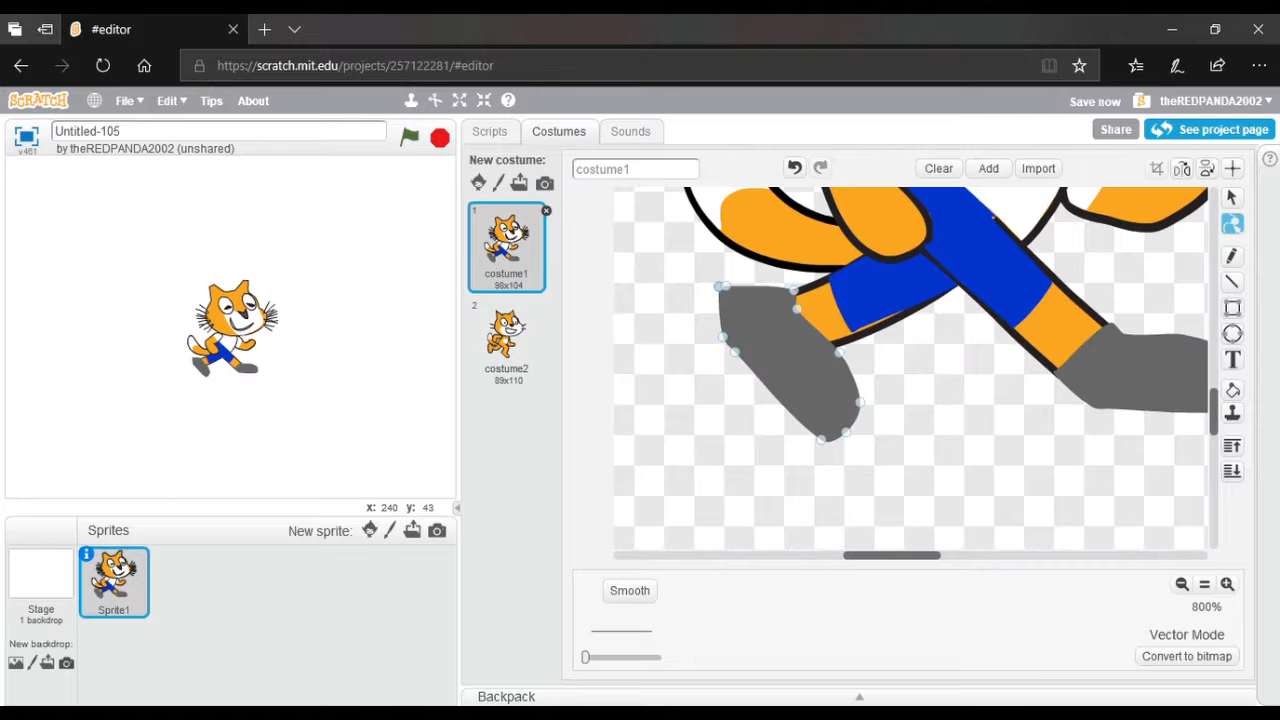 #editor
https://scratch.mit.edu/projects/257122281/#editor
SCRATCH
File
Edit
Tips
About
Save now
theREDPANDA2002
v461
Untitled-105
by theREDPANDA2002 (unshared)
Scripts
Costumes
Sounds
Share
See project page
?
New costume:
costume1
Clear
Add
Import
1
costume1
98x104
2
costume2
89x110
T
x: 240 y: 43
Sprites
New sprite:
Stage
1 backdrop
New backdrop:
Sprite1
Smooth
800%
Vector Mode
Convert to bitmap
Backpack